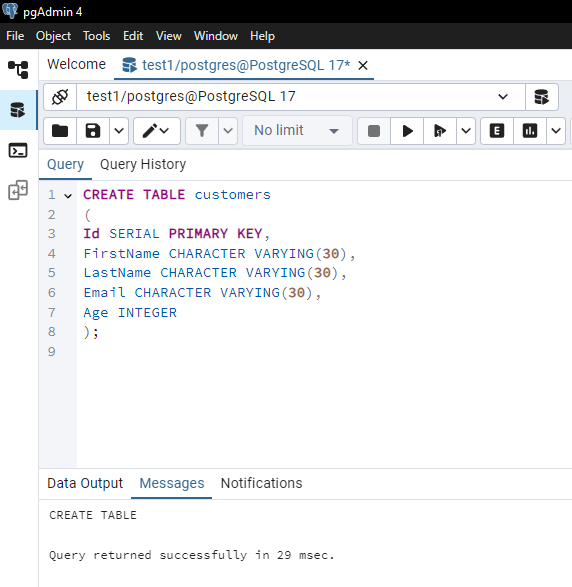 pgAdmin 4
File Object Tools Edit View Window Help
Welcome test1/postgres@PostgreSQL 17*
test1/postgres@PostgreSQL 17
No limit
E
Query Query History
1 CREATE TABLE customers
2 (
3 Id SERIAL PRIMARY KEY,
4 FirstName CHARACTER VARYING(30),
5 LastName CHARACTER VARYING(30),
6 Email CHARACTER VARYING(30),
7 Age INTEGER
8 );
9
Data Output Messages Notifications
CREATE TABLE
Query returned successfully in 29 msec.